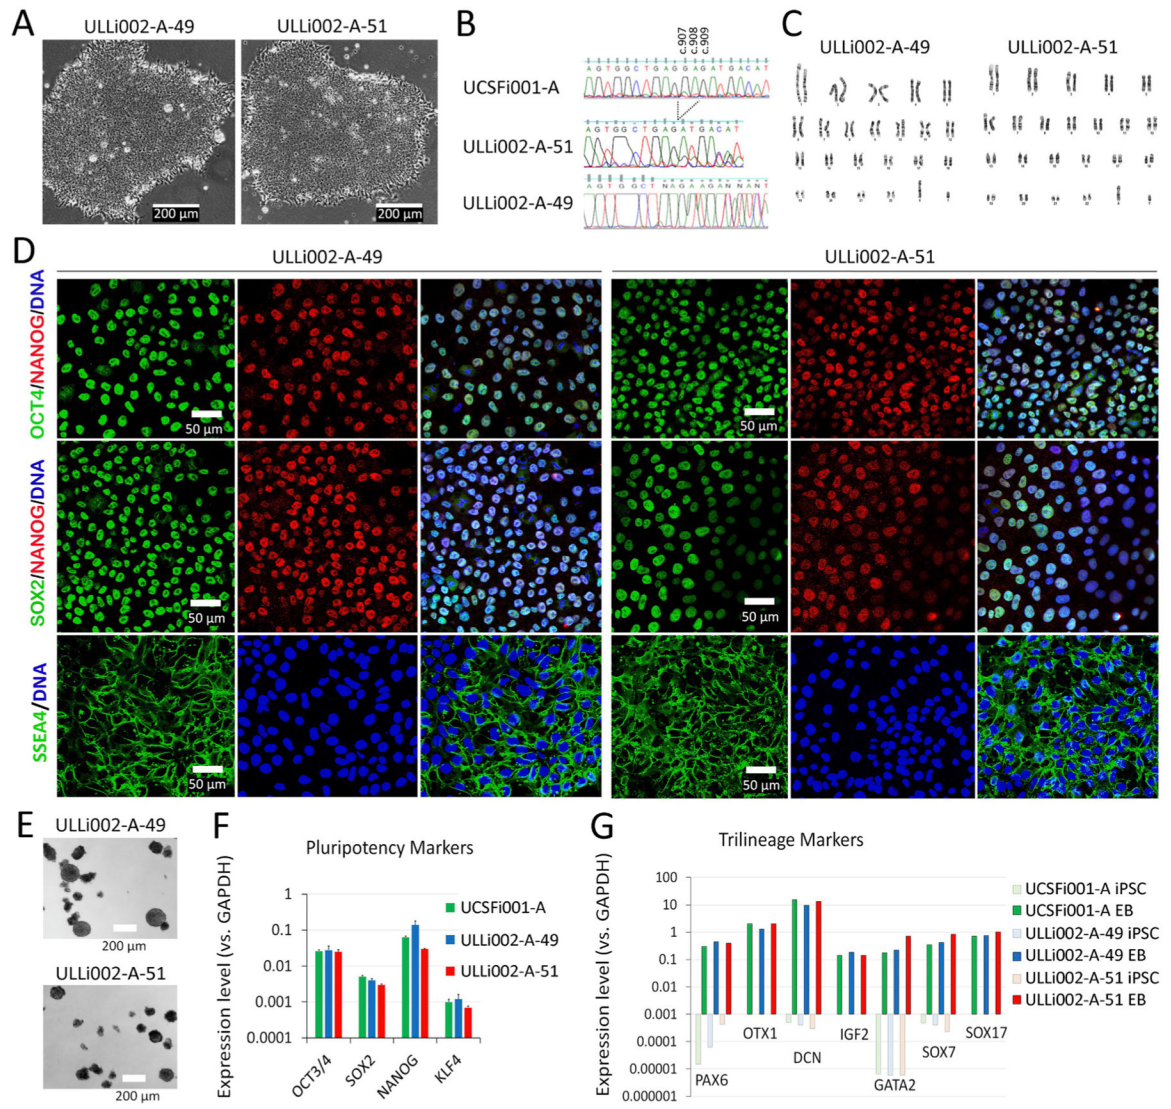 A
ULLi002-A-49
ULLi002-A-51
200 µm
200 µm
B
c.907
c.908
c.909
AGTGGCTGAGGAGATGACAT
UCSFi001-A
AGTGGCTGAGATGACAT
ULLi002-A-51
AGTGGCTNAGAAGANNANT
ULLi002-A-49
C
ULLi002-A-49
ULLi002-A-51
D
ULLi002-A-49
ULLi002-A-51
OCT4/NANOG/DNA
50 µm
50 µm
SOX2/NANOG/DNA
50 µm
50 µm
SSEA4/DNA
50 µm
50 µm
E
ULLi002-A-49
200 µm
ULLi002-A-51
200 µm
F
Pluripotency Markers
Expression level (vs. GAPDH)
1
0.1
0.01
0.001
0.0001
OCT3/4
SOX2
NANOG
KLF4
UCSFi001-A
ULLi002-A-49
ULLi002-A-51
G
Trilineage Markers
Expression level (vs. GAPDH)
100
10
1
0.1
0.01
0.001
0.0001
0.00001
0.000001
PAX6
OTX1
DCN
IGF2
GATA2
SOX7
SOX17
UCSFi001-A iPSC
UCSFi001-A EB
ULLi002-A-49 iPSC
ULLi002-A-49 EB
ULLi002-A-51 iPSC
ULLi002-A-51 EB